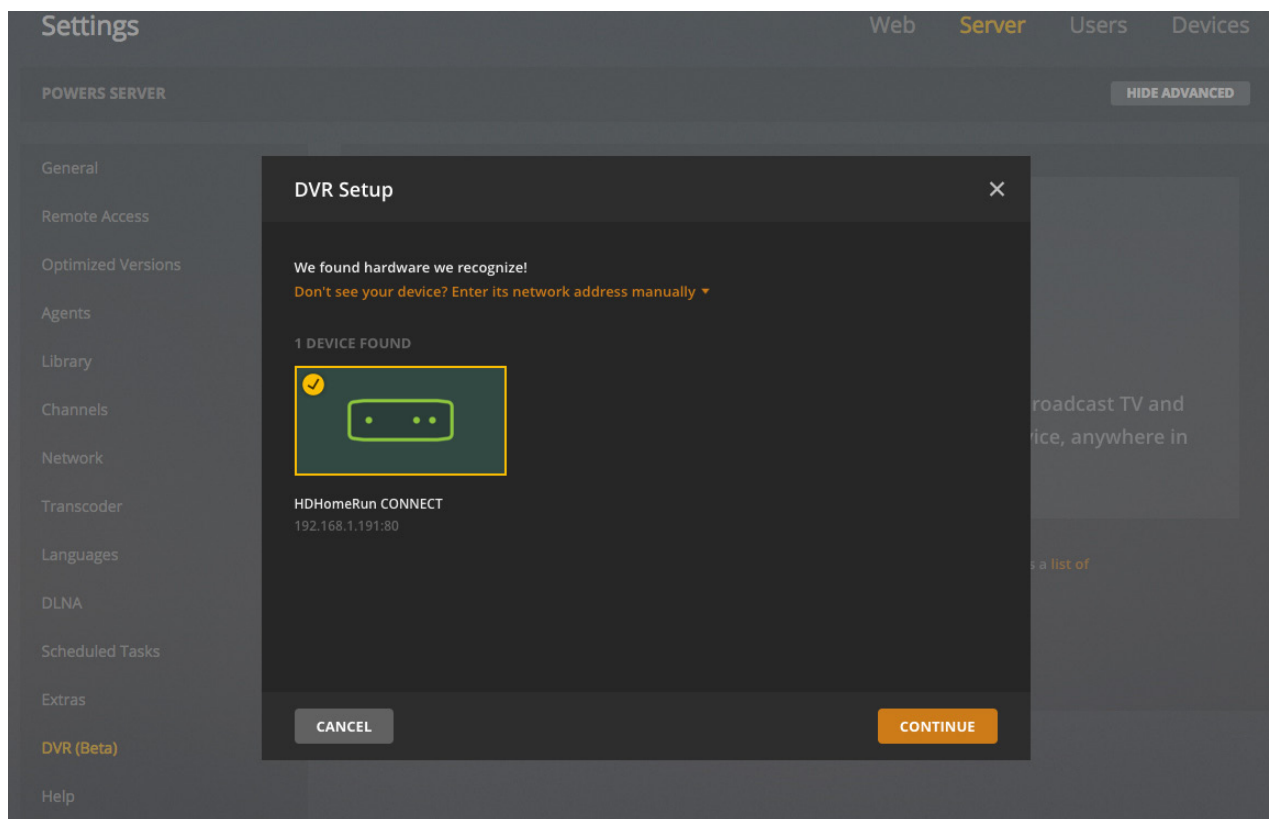 Settings
Web Server Users Devices
POWERS SERVER
HIDE ADVANCED
General
Remote Access
Optimized Versions
Agents
Library
Channels
Network
Transcoder
Languages
DLNA
Scheduled Tasks
Extras
DVR (Beta)
Help
DVR Setup
We found hardware we recognize!
Don't see your device? Enter its network address manually
1 DEVICE FOUND
HDHomeRun CONNECT
192.168.1.191:80
CANCEL
CONTINUE
TV and
anywhere in
a list of